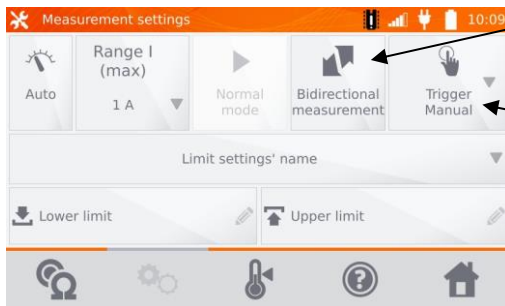 Measurement settings 10:09
Auto
Range I
(max)
1 A
Normal
mode
Bidirectional
measurement
Trigger
Manual
Limit settings' name
Lower limit
Upper limit